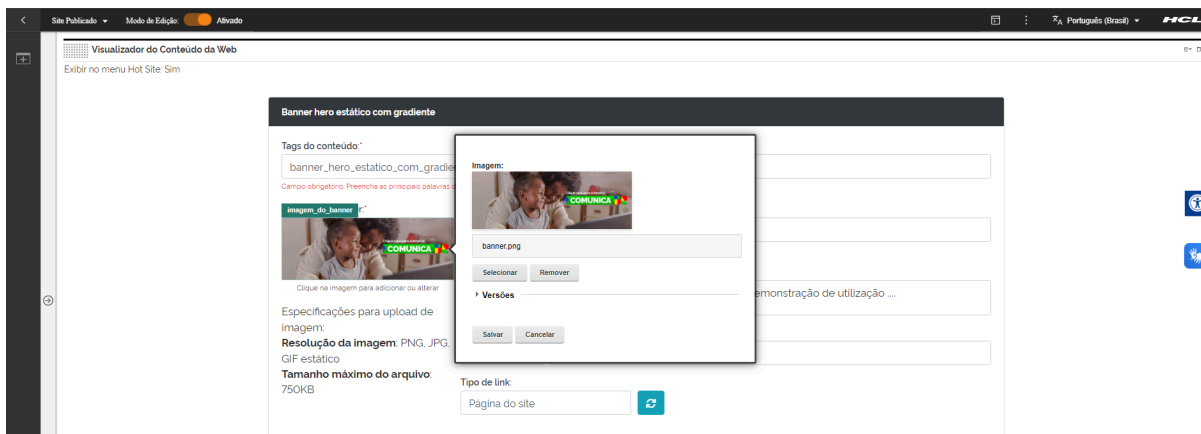 Site Publicado
Modo de Edição:
Ativado
Português (Brasil)
HCL
Visualizador do Conteúdo da Web
Exibir no menu Hot Site: Sim
Banner hero estático com gradiente
Tags do conteúdo:*
banner_hero_estatico_com_gradie
Campo obrigatório. Preencha as principais palavras
imagem_do_banner r:*
COMUNICA
Clique na imagem para adicionar ou alterar
Especificações para upload de
imagem:
Resolução da imagem: PNG, JPG,
GIF estático
Tamanho máximo do arquivo:
750KB
Imagem:
COMUNICA
banner.png
Selecionar
Remover
Versões
Salvar
Cancelar
emonstração de utilização ....
Tipo de link:
Página do site